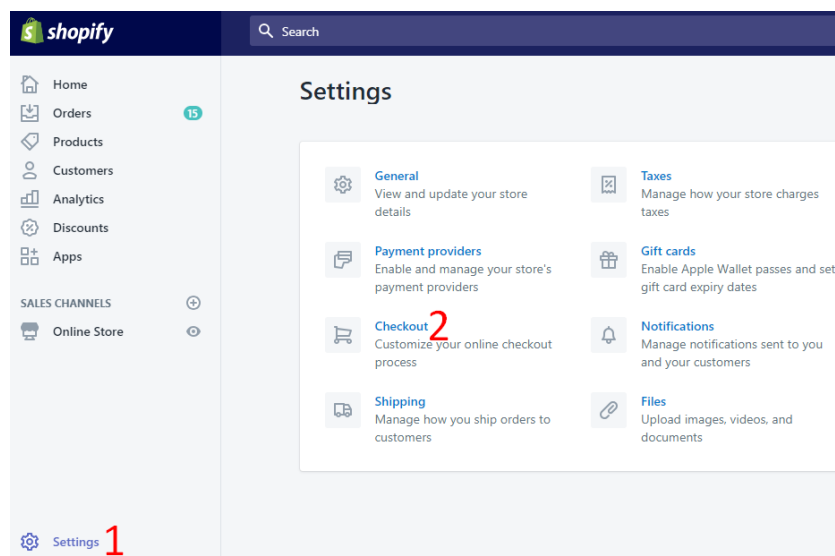 shopify
Search
Home
Orders 15
Products
Customers
Analytics
Discounts
Apps
SALES CHANNELS
Online Store
Settings 1
Settings
General
View and update your store
details
Payment providers
Enable and manage your store's
payment providers
Checkout 2
Customize your online checkout
process
Shipping
Manage how you ship orders to
customers
Taxes
Manage how your store charges
taxes
Gift cards
Enable Apple Wallet passes and set
gift card expiry dates
Notifications
Manage notifications sent to you
and your customers
Files
Upload images, videos, and
documents